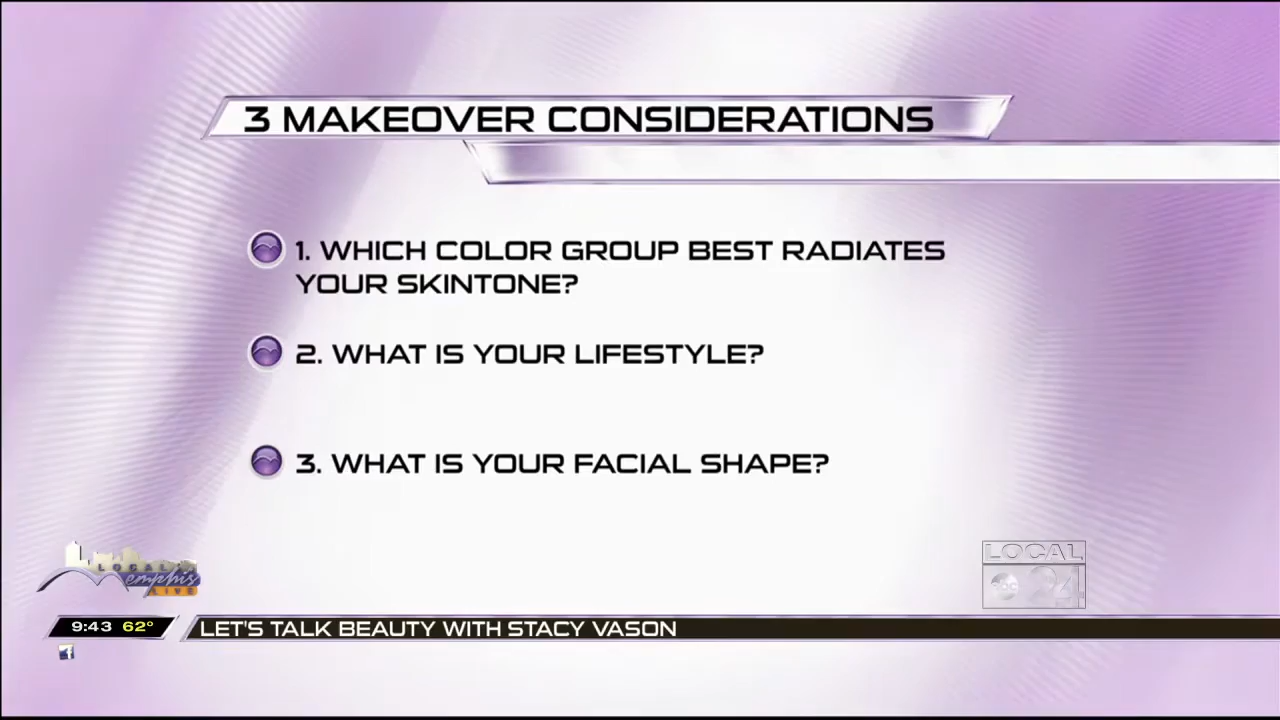 3 MAKEOVER CONSIDERATIONS
1. WHICH COLOR GROUP BEST RADIATES
YOUR SKINTONE?
2. WHAT IS YOUR LIFESTYLE?
3. WHAT IS YOUR FACIAL SHAPE?
LOCAL
Memphis
LIVE
LOCAL
abc 24
9:43 62°
LET'S TALK BEAUTY WITH STACY VASON
f